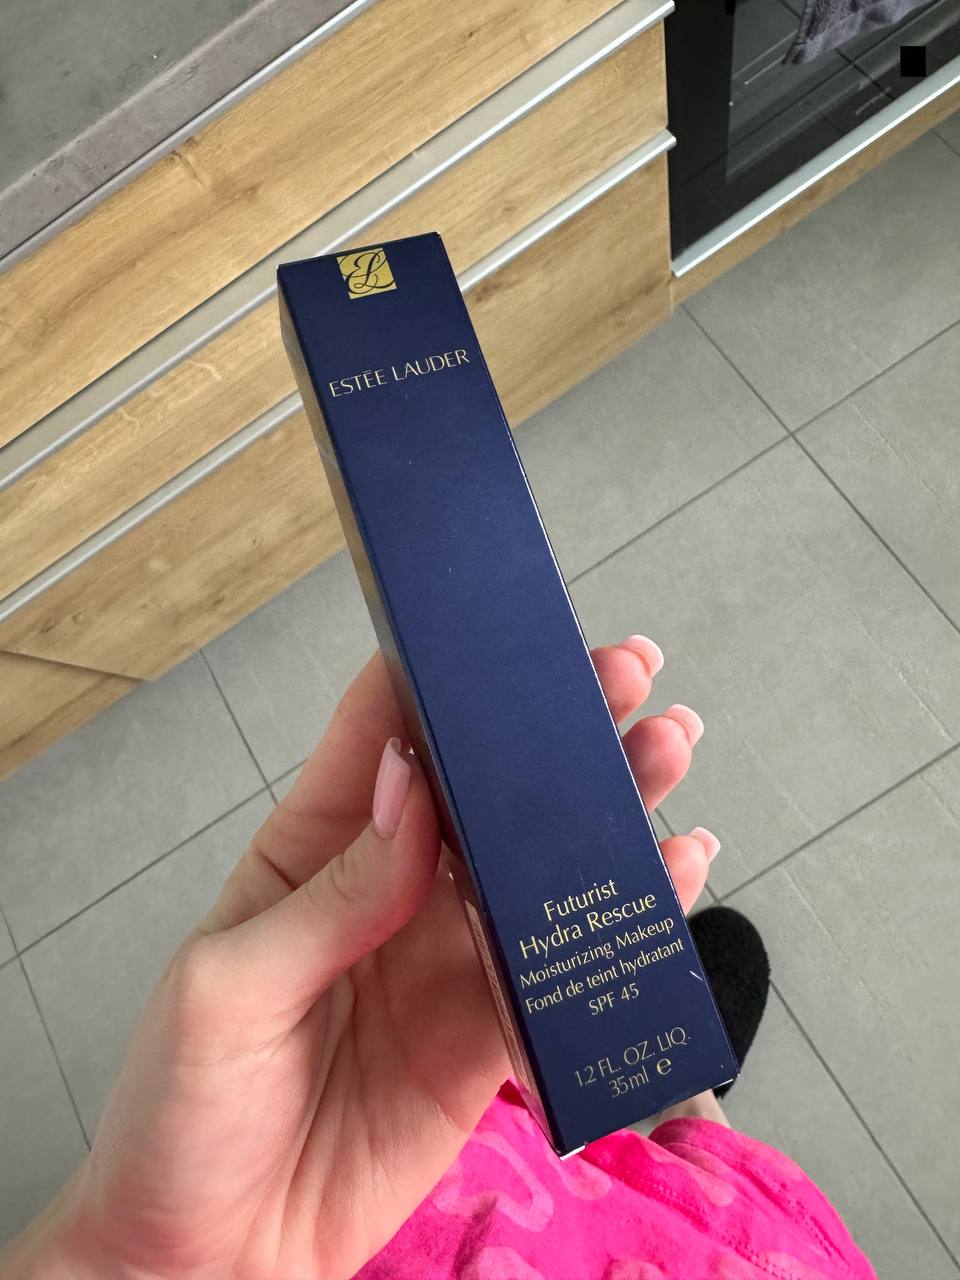 EL
ESTĒE LAUDER
Futurist
Hydra Rescue
Moisturizing Makeup
Fond de teint hydratant
SPF 45
1.2 FL. OZ. LIQ.
35ml e